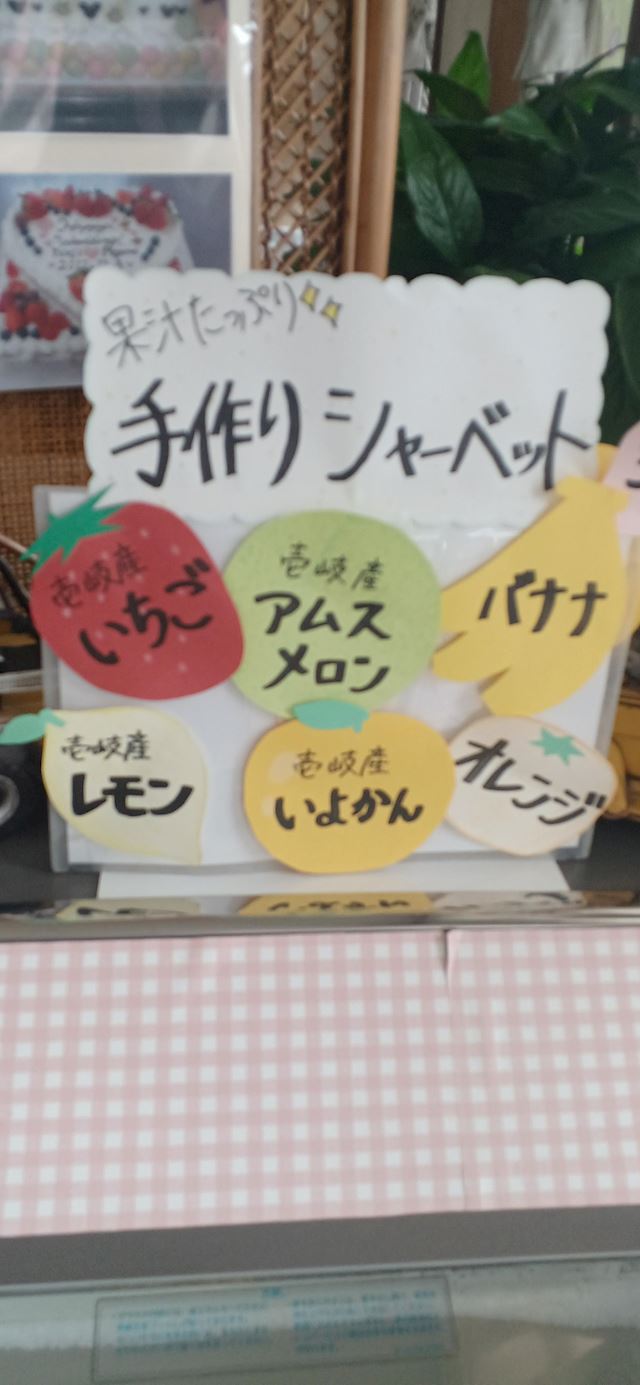 果汁たっぷり
手作りシャーベット
壱岐産
いちご
壱岐産
アムス
メロン
バナナ
壱岐産
レモン
壱岐産
いよかん
オレンジ